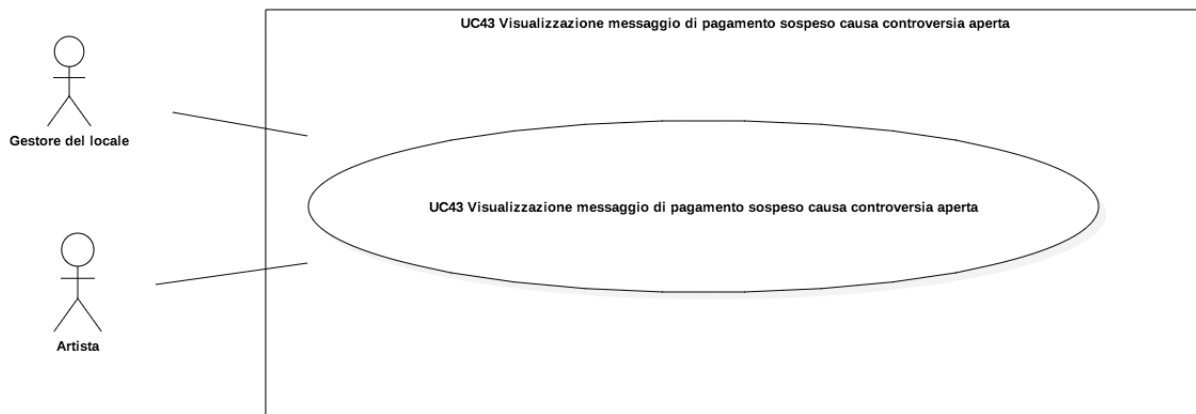 UC43 Visualizzazione messaggio di pagamento sospeso causa controversia aperta
Gestore del locale
UC43 Visualizzazione messaggio di pagamento sospeso causa controversia aperta
Artista